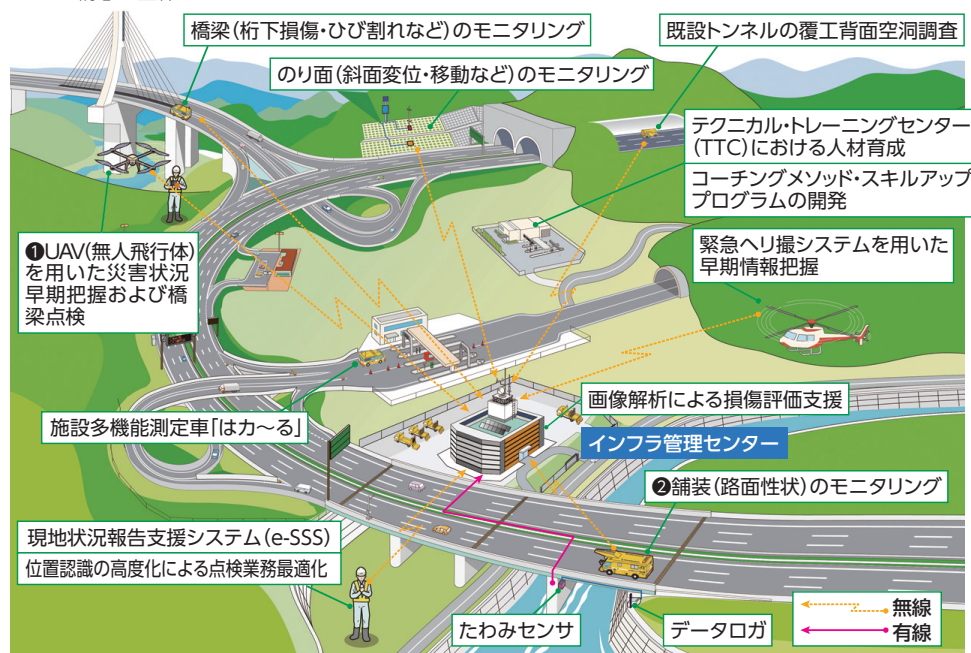 橋梁(桁下損傷・ひび割れなど)のモニタリング
既設トンネルの覆工背面空洞調査
のり面(斜面変位・移動など)のモニタリング
テクニカル・トレーニングセンター
(TTC)における人材育成
コーチングメソッド・スキルアップ
プログラムの開発
❶UAV(無人飛行体)
を用いた災害状況
早期把握および橋
梁点検
緊急ヘリ撮システムを用いた
早期情報把握
施設多機能測定車「はカ〜る」
画像解析による損傷評価支援
インフラ管理センター
❷舗装(路面性状)のモニタリング
現地状況報告支援システム(e-SSS)
位置認識の高度化による点検業務最適化
たわみセンサ
データロガ
無線
有線